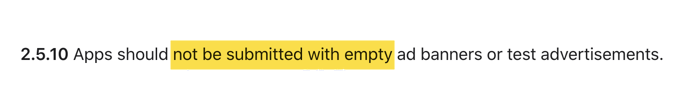 2.5.10 Apps should not be submitted with empty ad banners or test advertisements.